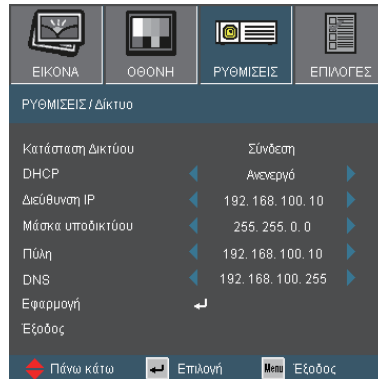 ΕΙΚΟΝΑ ΟΘΟΝΗ ΡΥΘΜΙΣΕΙΣ ΕΠΙΛΟΓΕΣ
ΡΥΘΜΙΣΕΙΣ / Δίκτυο
Κατάσταση Δικτύου Σύνδεση
DHCP Ανενεργό
Διεύθυνση IP 192. 168. 100. 10
Μάσκα υποδικτύου 255. 255. 0. 0
Πύλη 192. 168. 100. 10
DNS 192. 168. 100. 255
Εφαρμογή
Έξοδος
Πάνω κάτω Επιλογή Menu Έξοδος